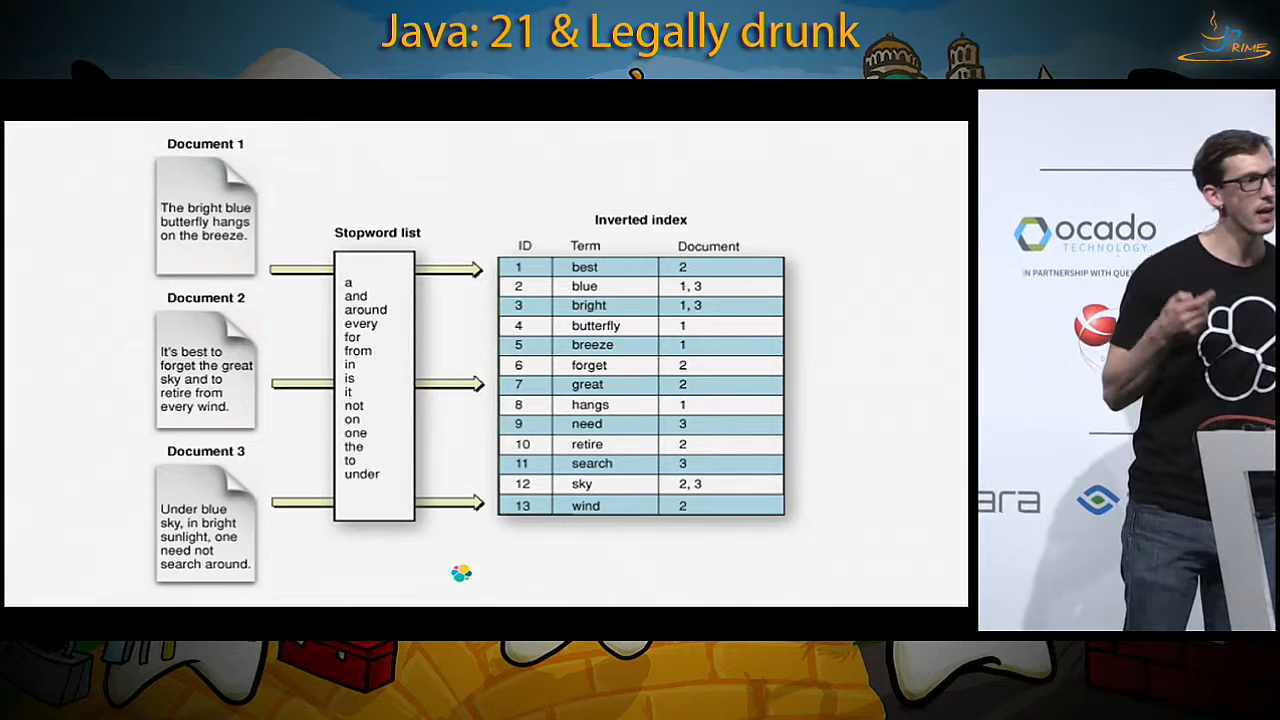 Java: 21 & Legally drunk
JPRIME
Document 1
The bright blue
butterfly hangs
on the breeze.
Document 2
It's best to
forget the great
sky and to
retire from
every wind.
Document 3
Under blue
sky, in bright
sunlight, one
need not
search around.
Stopword list
a
and
around
every
for
from
in
is
it
not
on
one
the
to
under
Inverted index
ID Term Document
1 best 2
2 blue 1, 3
3 bright 1, 3
4 butterfly 1
5 breeze 1
6 forget 2
7 great 2
8 hangs 1
9 need 3
10 retire 2
11 search 3
12 sky 2, 3
13 wind 2
ocado
TECHNOLOGY
IN PARTNERSHIP WITH